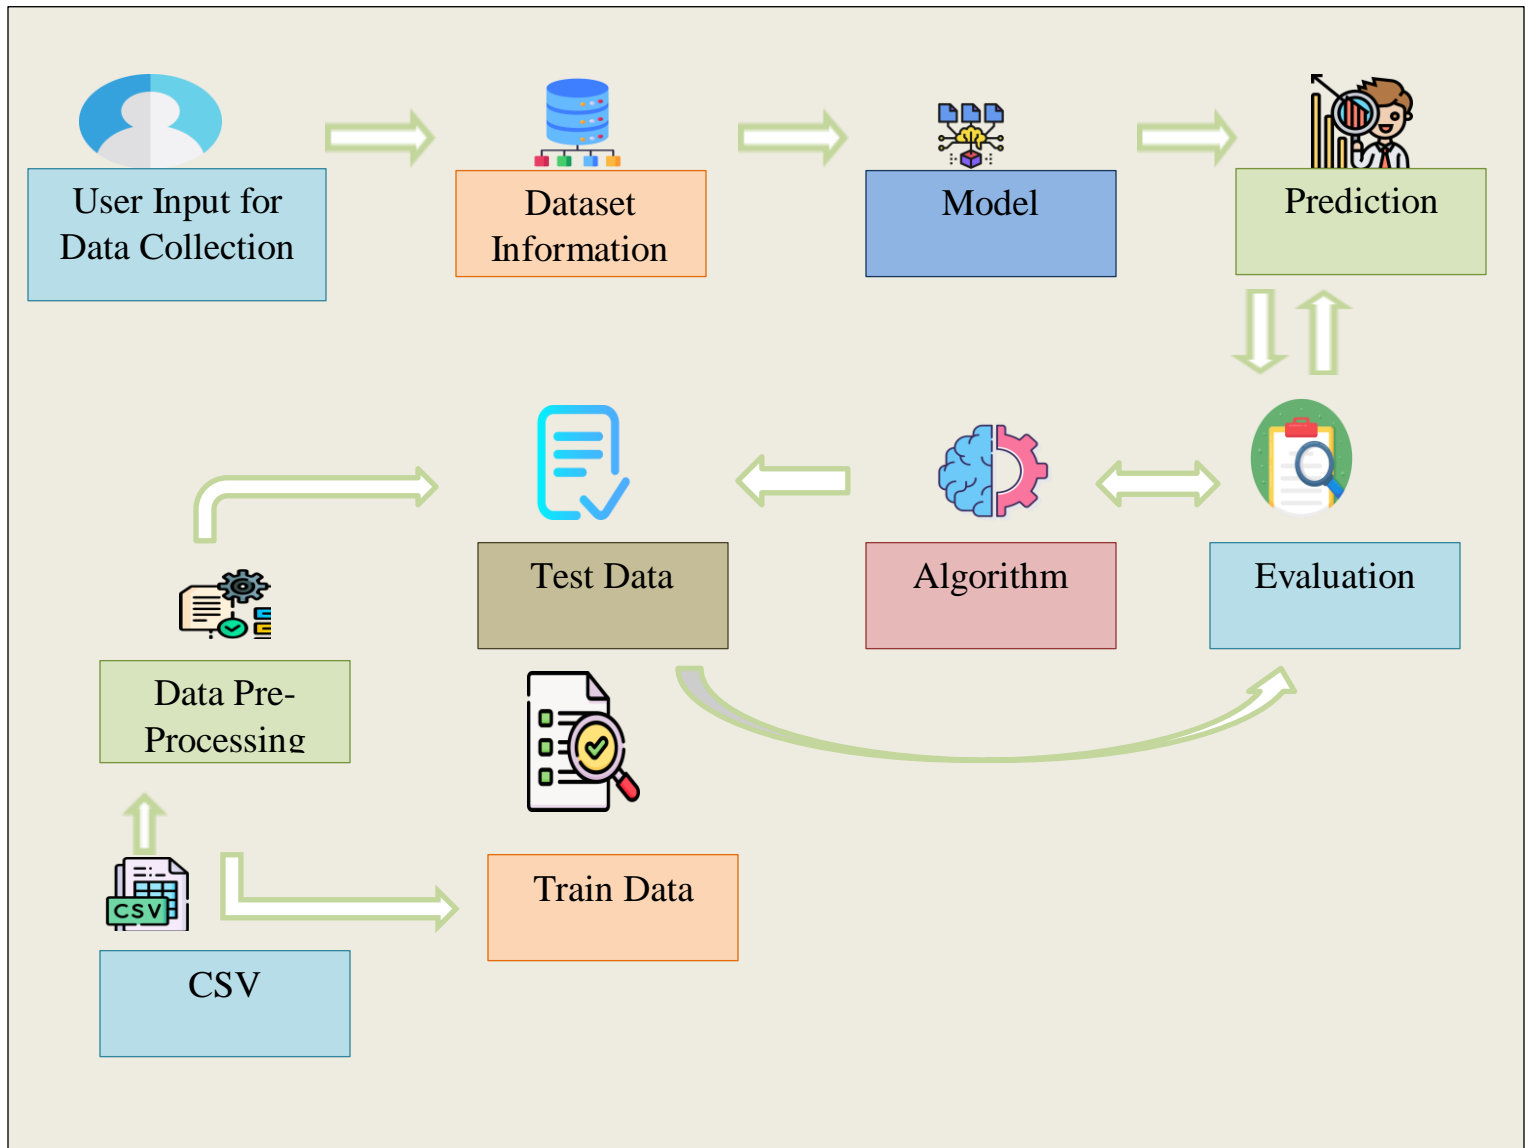 User Input for
Data Collection
Dataset
Information
Model
Prediction
Test Data
Algorithm
Evaluation
Data Pre-
Processing
CSV
Train Data
CSV